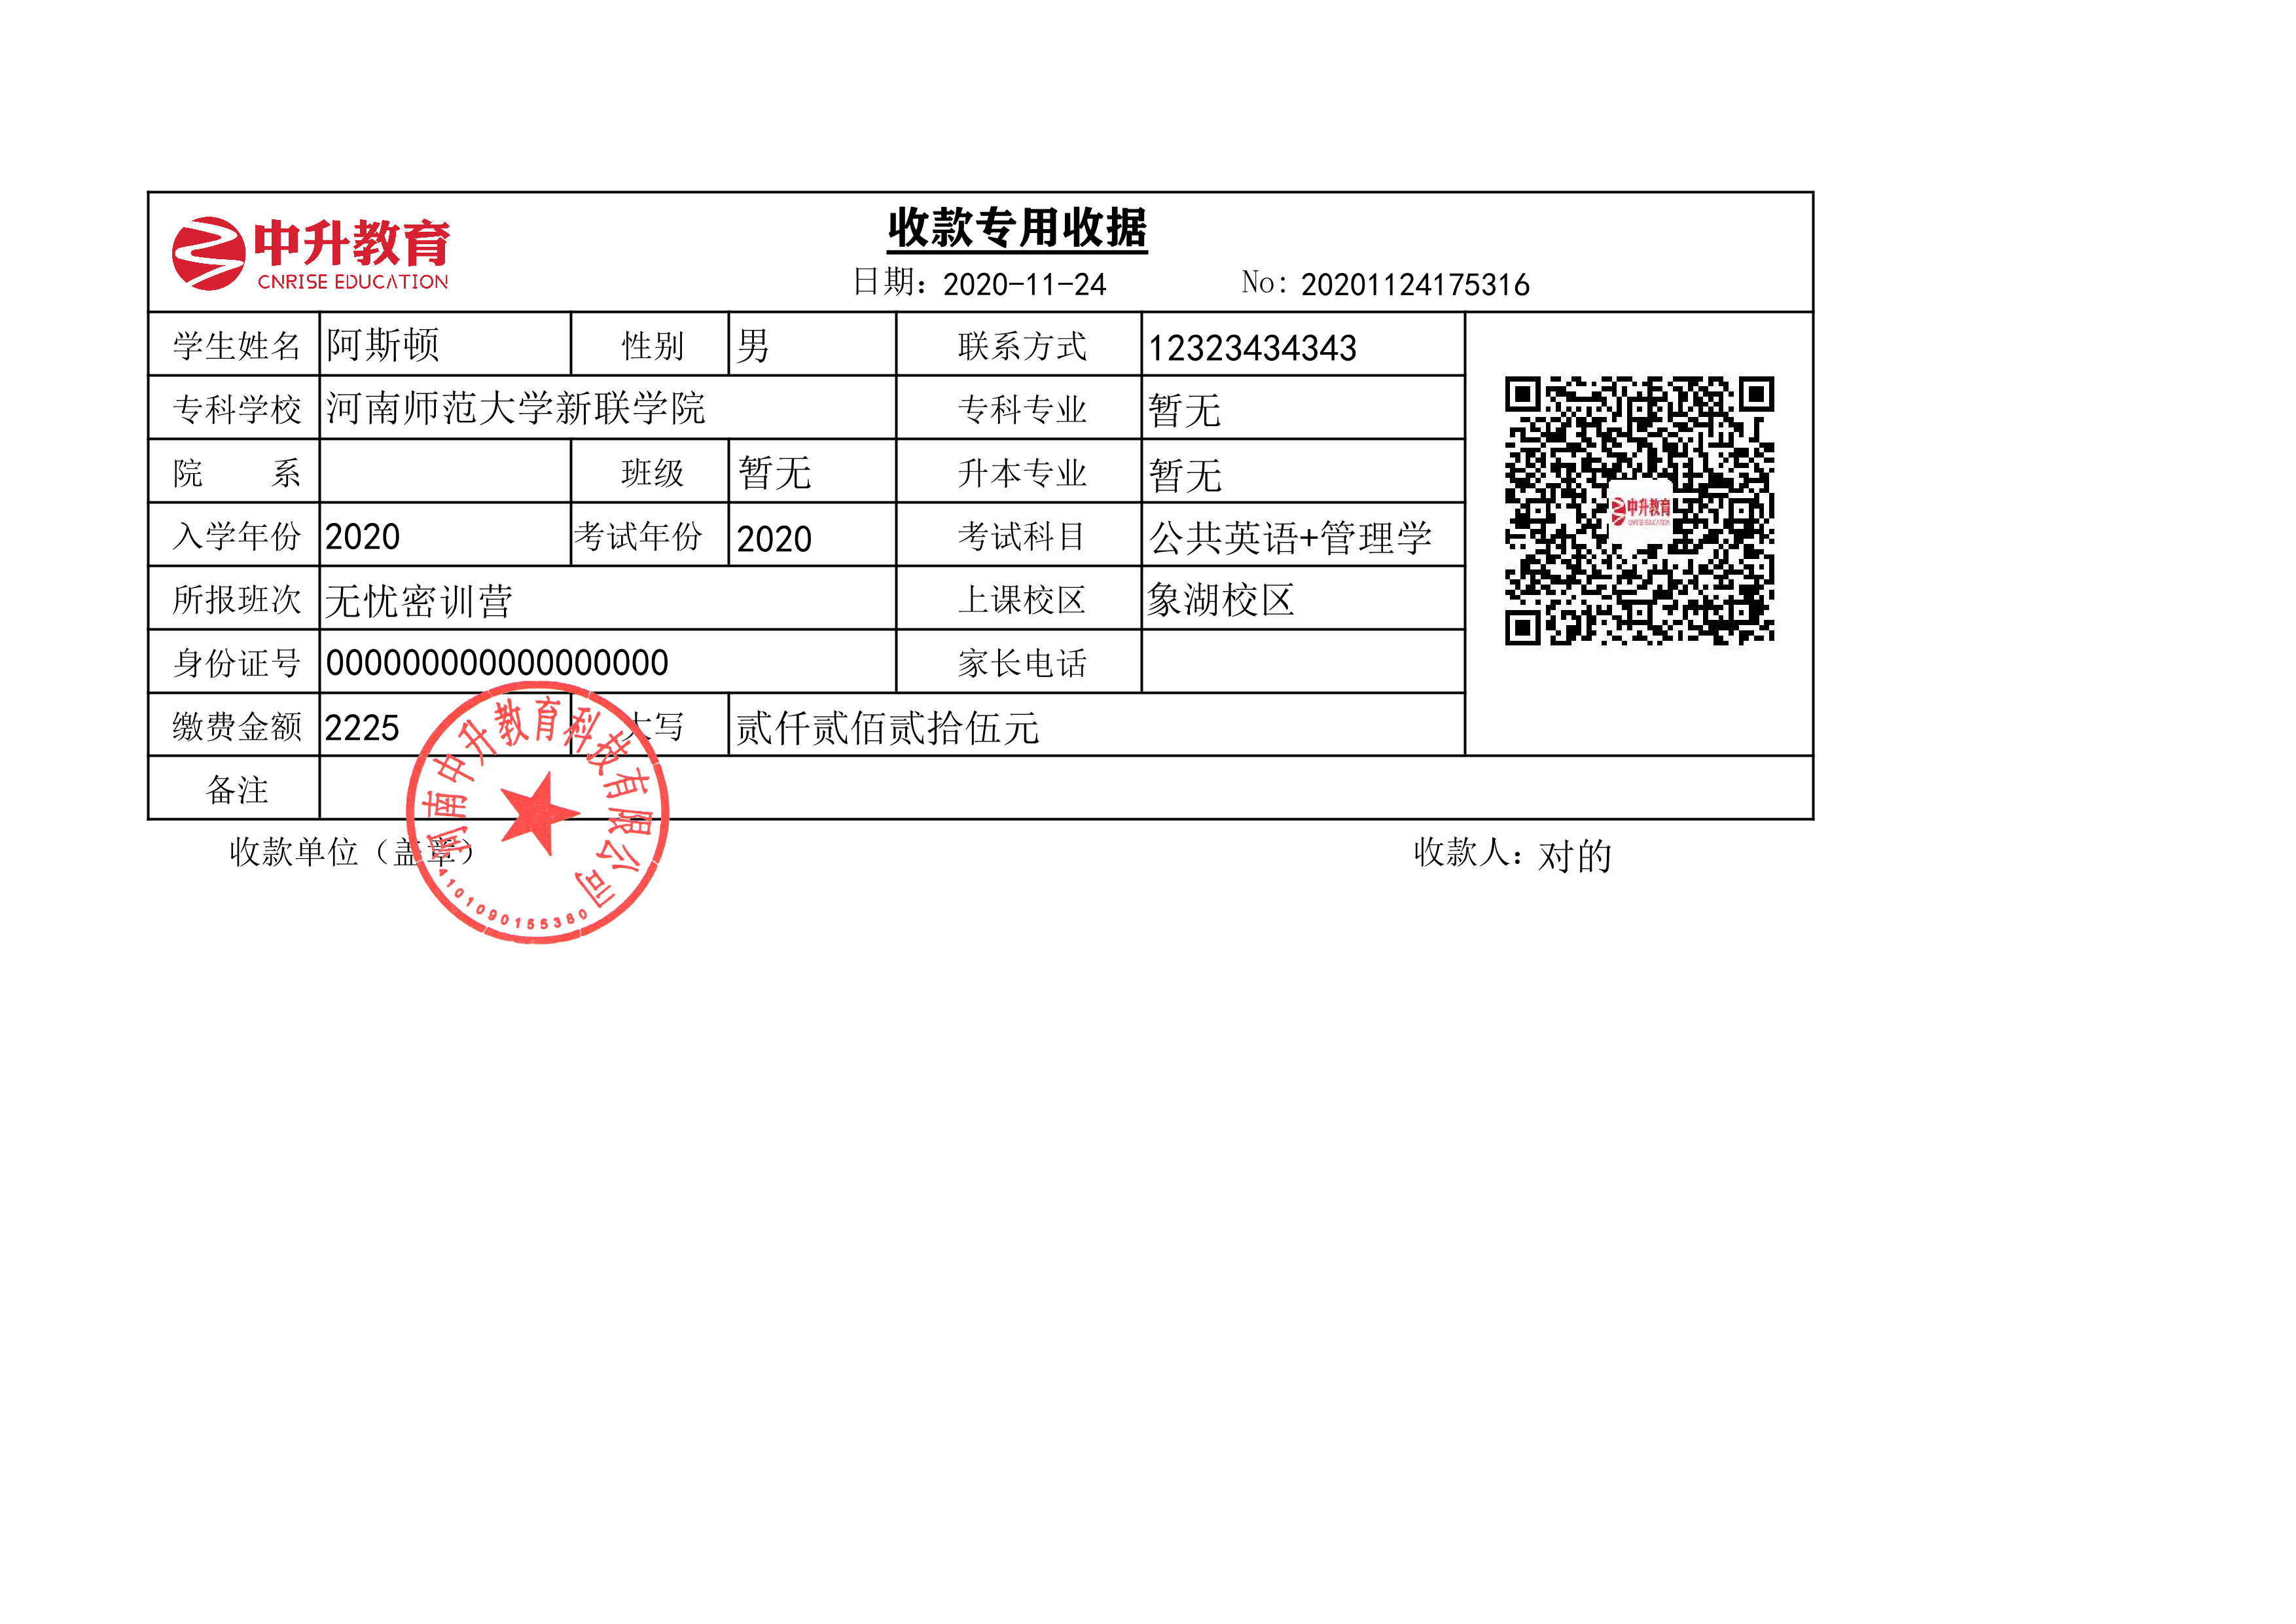 中升教育
CNRISE EDUCATION
收款专用收据
日期：2020-11-24 No：20201124175316
学生姓名 阿斯顿 性别 男 联系方式 12323434343
专科学校 河南师范大学新联学院 专科专业 暂无
院 系 班级 暂无 升本专业 暂无
入学年份 2020 考试年份 2020 考试科目 公共英语+管理学
所报班次 无忧密训营 上课校区 象湖校区
身份证号 000000000000000000 家长电话
缴费金额 2225 大写 贰仟贰佰贰拾伍元
备注
收款单位（盖章） 收款人：对的
河南中升教育科技有限公司
4101090155380
中升教育
CNRISE EDUCATION